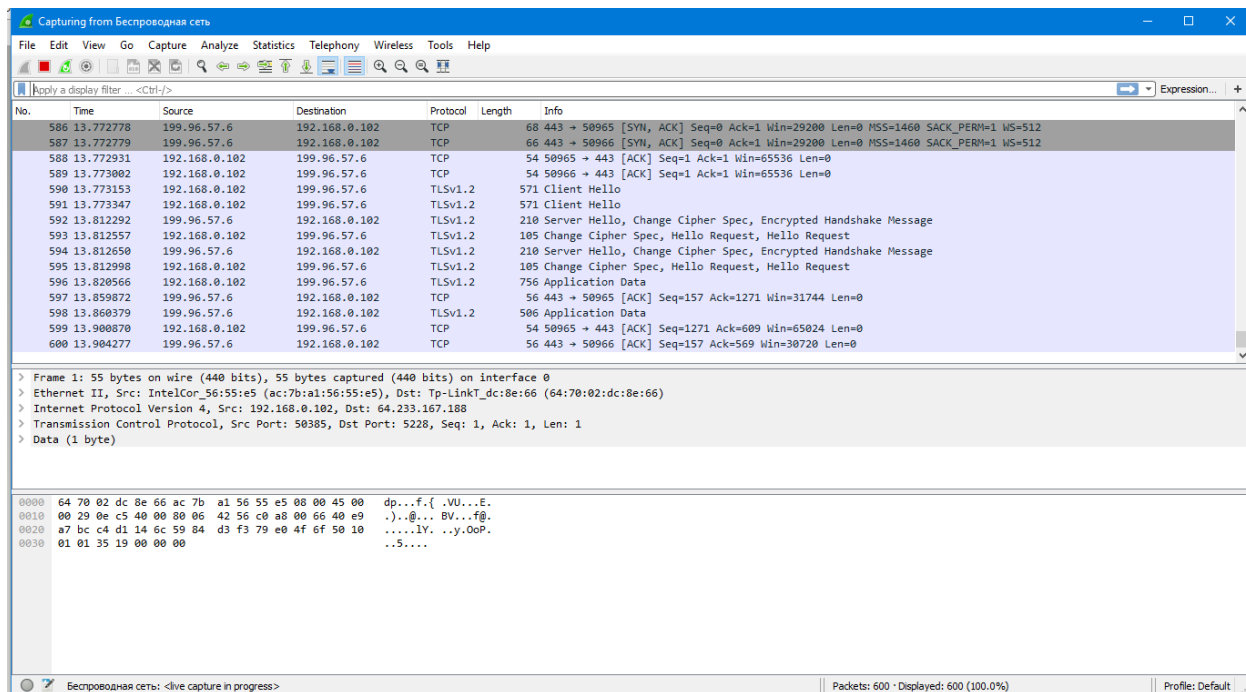 Capturing from Беспроводная сеть
File Edit View Go Capture Analyze Statistics Telephony Wireless Tools Help
Apply a display filter ... <Ctrl-/> Expression... +
No. Time Source Destination Protocol Length Info
586 13.772778 199.96.57.6 192.168.0.102 TCP 68 443 → 50965 [SYN, ACK] Seq=0 Ack=1 Win=29200 Len=0 MSS=1460 SACK_PERM=1 WS=512
587 13.772779 199.96.57.6 192.168.0.102 TCP 66 443 → 50966 [SYN, ACK] Seq=0 Ack=1 Win=29200 Len=0 MSS=1460 SACK_PERM=1 WS=512
588 13.772931 192.168.0.102 199.96.57.6 TCP 54 50965 → 443 [ACK] Seq=1 Ack=1 Win=65536 Len=0
589 13.773002 192.168.0.102 199.96.57.6 TCP 54 50966 → 443 [ACK] Seq=1 Ack=1 Win=65536 Len=0
590 13.773153 192.168.0.102 199.96.57.6 TLSv1.2 571 Client Hello
591 13.773347 192.168.0.102 199.96.57.6 TLSv1.2 571 Client Hello
592 13.812292 199.96.57.6 192.168.0.102 TLSv1.2 210 Server Hello, Change Cipher Spec, Encrypted Handshake Message
593 13.812557 192.168.0.102 199.96.57.6 TLSv1.2 105 Change Cipher Spec, Hello Request, Hello Request
594 13.812650 199.96.57.6 192.168.0.102 TLSv1.2 210 Server Hello, Change Cipher Spec, Encrypted Handshake Message
595 13.812998 192.168.0.102 199.96.57.6 TLSv1.2 105 Change Cipher Spec, Hello Request, Hello Request
596 13.820566 192.168.0.102 199.96.57.6 TLSv1.2 756 Application Data
597 13.859872 199.96.57.6 192.168.0.102 TCP 56 443 → 50965 [ACK] Seq=157 Ack=1271 Win=31744 Len=0
598 13.860379 199.96.57.6 192.168.0.102 TLSv1.2 506 Application Data
599 13.900870 192.168.0.102 199.96.57.6 TCP 54 50965 → 443 [ACK] Seq=1271 Ack=609 Win=65024 Len=0
600 13.904277 199.96.57.6 192.168.0.102 TCP 56 443 → 50966 [ACK] Seq=157 Ack=569 Win=30720 Len=0
> Frame 1: 55 bytes on wire (440 bits), 55 bytes captured (440 bits) on interface 0
> Ethernet II, Src: IntelCor_56:55:e5 (ac:7b:a1:56:55:e5), Dst: Tp-LinkT_dc:8e:66 (64:70:02:dc:8e:66)
> Internet Protocol Version 4, Src: 192.168.0.102, Dst: 64.233.167.188
> Transmission Control Protocol, Src Port: 50385, Dst Port: 5228, Seq: 1, Ack: 1, Len: 1
> Data (1 byte)
0000 64 70 02 dc 8e 66 ac 7b a1 56 55 e5 08 00 45 00 dp...f.{ .VU...E.
0010 00 29 0e c5 40 00 80 06 42 56 c0 a8 00 66 40 e9 .)..@... BV...f@.
0020 a7 bc c4 d1 14 6c 59 84 d3 f3 79 e0 4f 6f 50 10 .....lY. ..y.OoP.
0030 01 01 35 19 00 00 00 ..5....
Беспроводная сеть: <live capture in progress> Packets: 600 · Displayed: 600 (100.0%) Profile: Default